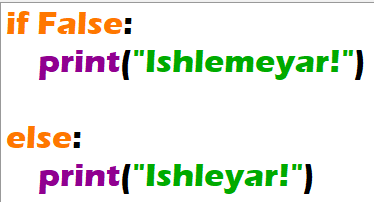 if False:
    print("Ishlemeyar!")
else:
    print("Ishleyar!")